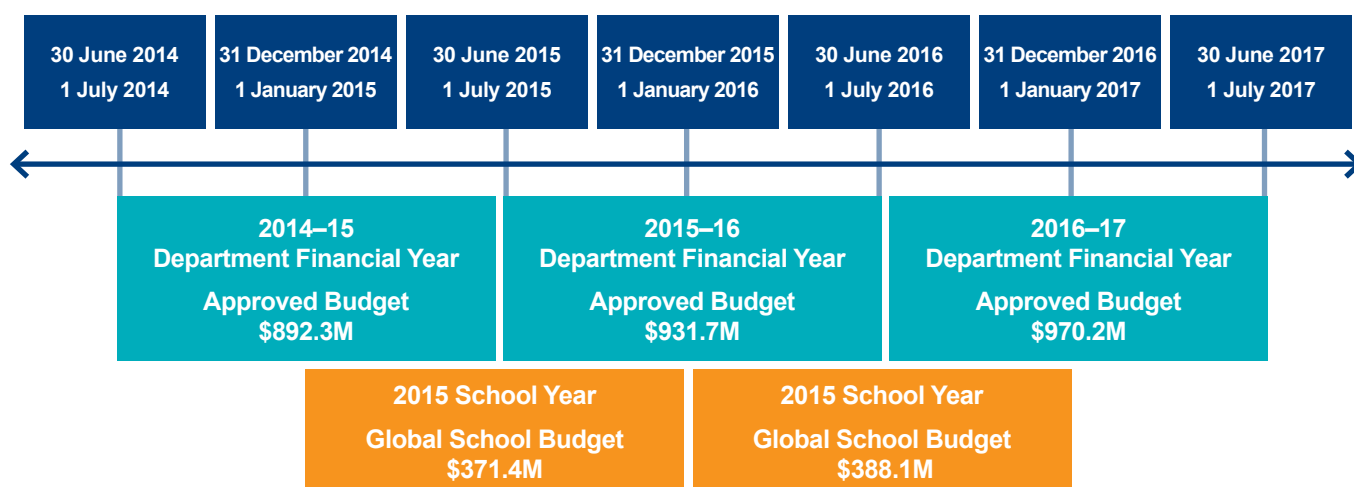 30 June 2014
1 July 2014
31 December 2014
1 January 2015
30 June 2015
1 July 2015
31 December 2015
1 January 2016
30 June 2016
1 July 2016
31 December 2016
1 January 2017
30 June 2017
1 July 2017
2014–15
Department Financial Year
Approved Budget
$892.3M
2015–16
Department Financial Year
Approved Budget
$931.7M
2016–17
Department Financial Year
Approved Budget
$970.2M
2015 School Year
Global School Budget
$371.4M
2015 School Year
Global School Budget
$388.1M